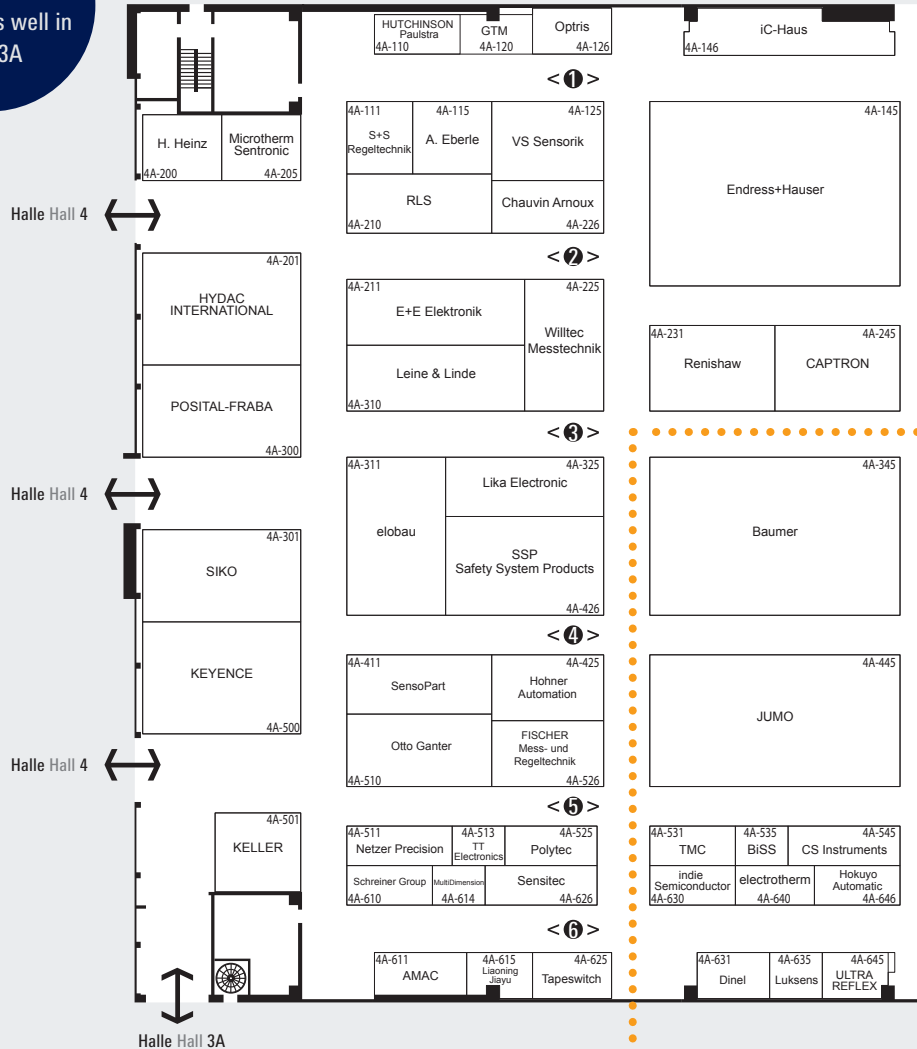 s well in
3A
HUTCHINSON
Paulstra
4A-110
GTM
4A-120
Optris
4A-126
iC-Haus
4A-146
<1>
H. Heinz
4A-200
Microtherm
Sentronic
4A-205
4A-111
S+S
Regeltechnik
4A-115
A. Eberle
4A-125
VS Sensorik
RLS
4A-210
Chauvin Arnoux
4A-226
4A-145
Endress+Hauser
Halle Hall 4
<2>
4A-201
HYDAC
INTERNATIONAL
POSITAL-FRABA
4A-300
4A-211
E+E Elektronik
4A-225
Willtec
Messtechnik
Leine & Linde
4A-310
4A-231
Renishaw
4A-245
CAPTRON
<3>
Halle Hall 4
4A-311
elobau
4A-325
Lika Electronic
SSP
Safety System Products
4A-426
4A-345
Baumer
4A-301
SIKO
KEYENCE
4A-500
<4>
4A-411
SensoPart
4A-425
Hohner
Automation
Otto Ganter
4A-510
FISCHER
Mess- und
Regeltechnik
4A-526
4A-445
JUMO
Halle Hall 4
<5>
4A-501
KELLER
4A-511
Netzer Precision
4A-513
TT
Electronics
4A-525
Polytec
Schreiner Group
4A-610
MultiDimension
4A-614
Sensitec
4A-626
4A-531
TMC
4A-535
BiSS
4A-545
CS Instruments
indie
Semiconductor
4A-630
electrotherm
4A-640
Hokuyo
Automatic
4A-646
<6>
4A-611
AMAC
4A-615
Liaoning
Jiayu
4A-625
Tapeswitch
4A-631
Dinel
4A-635
Luksens
4A-645
ULTRA
REFLEX
Halle Hall 3A